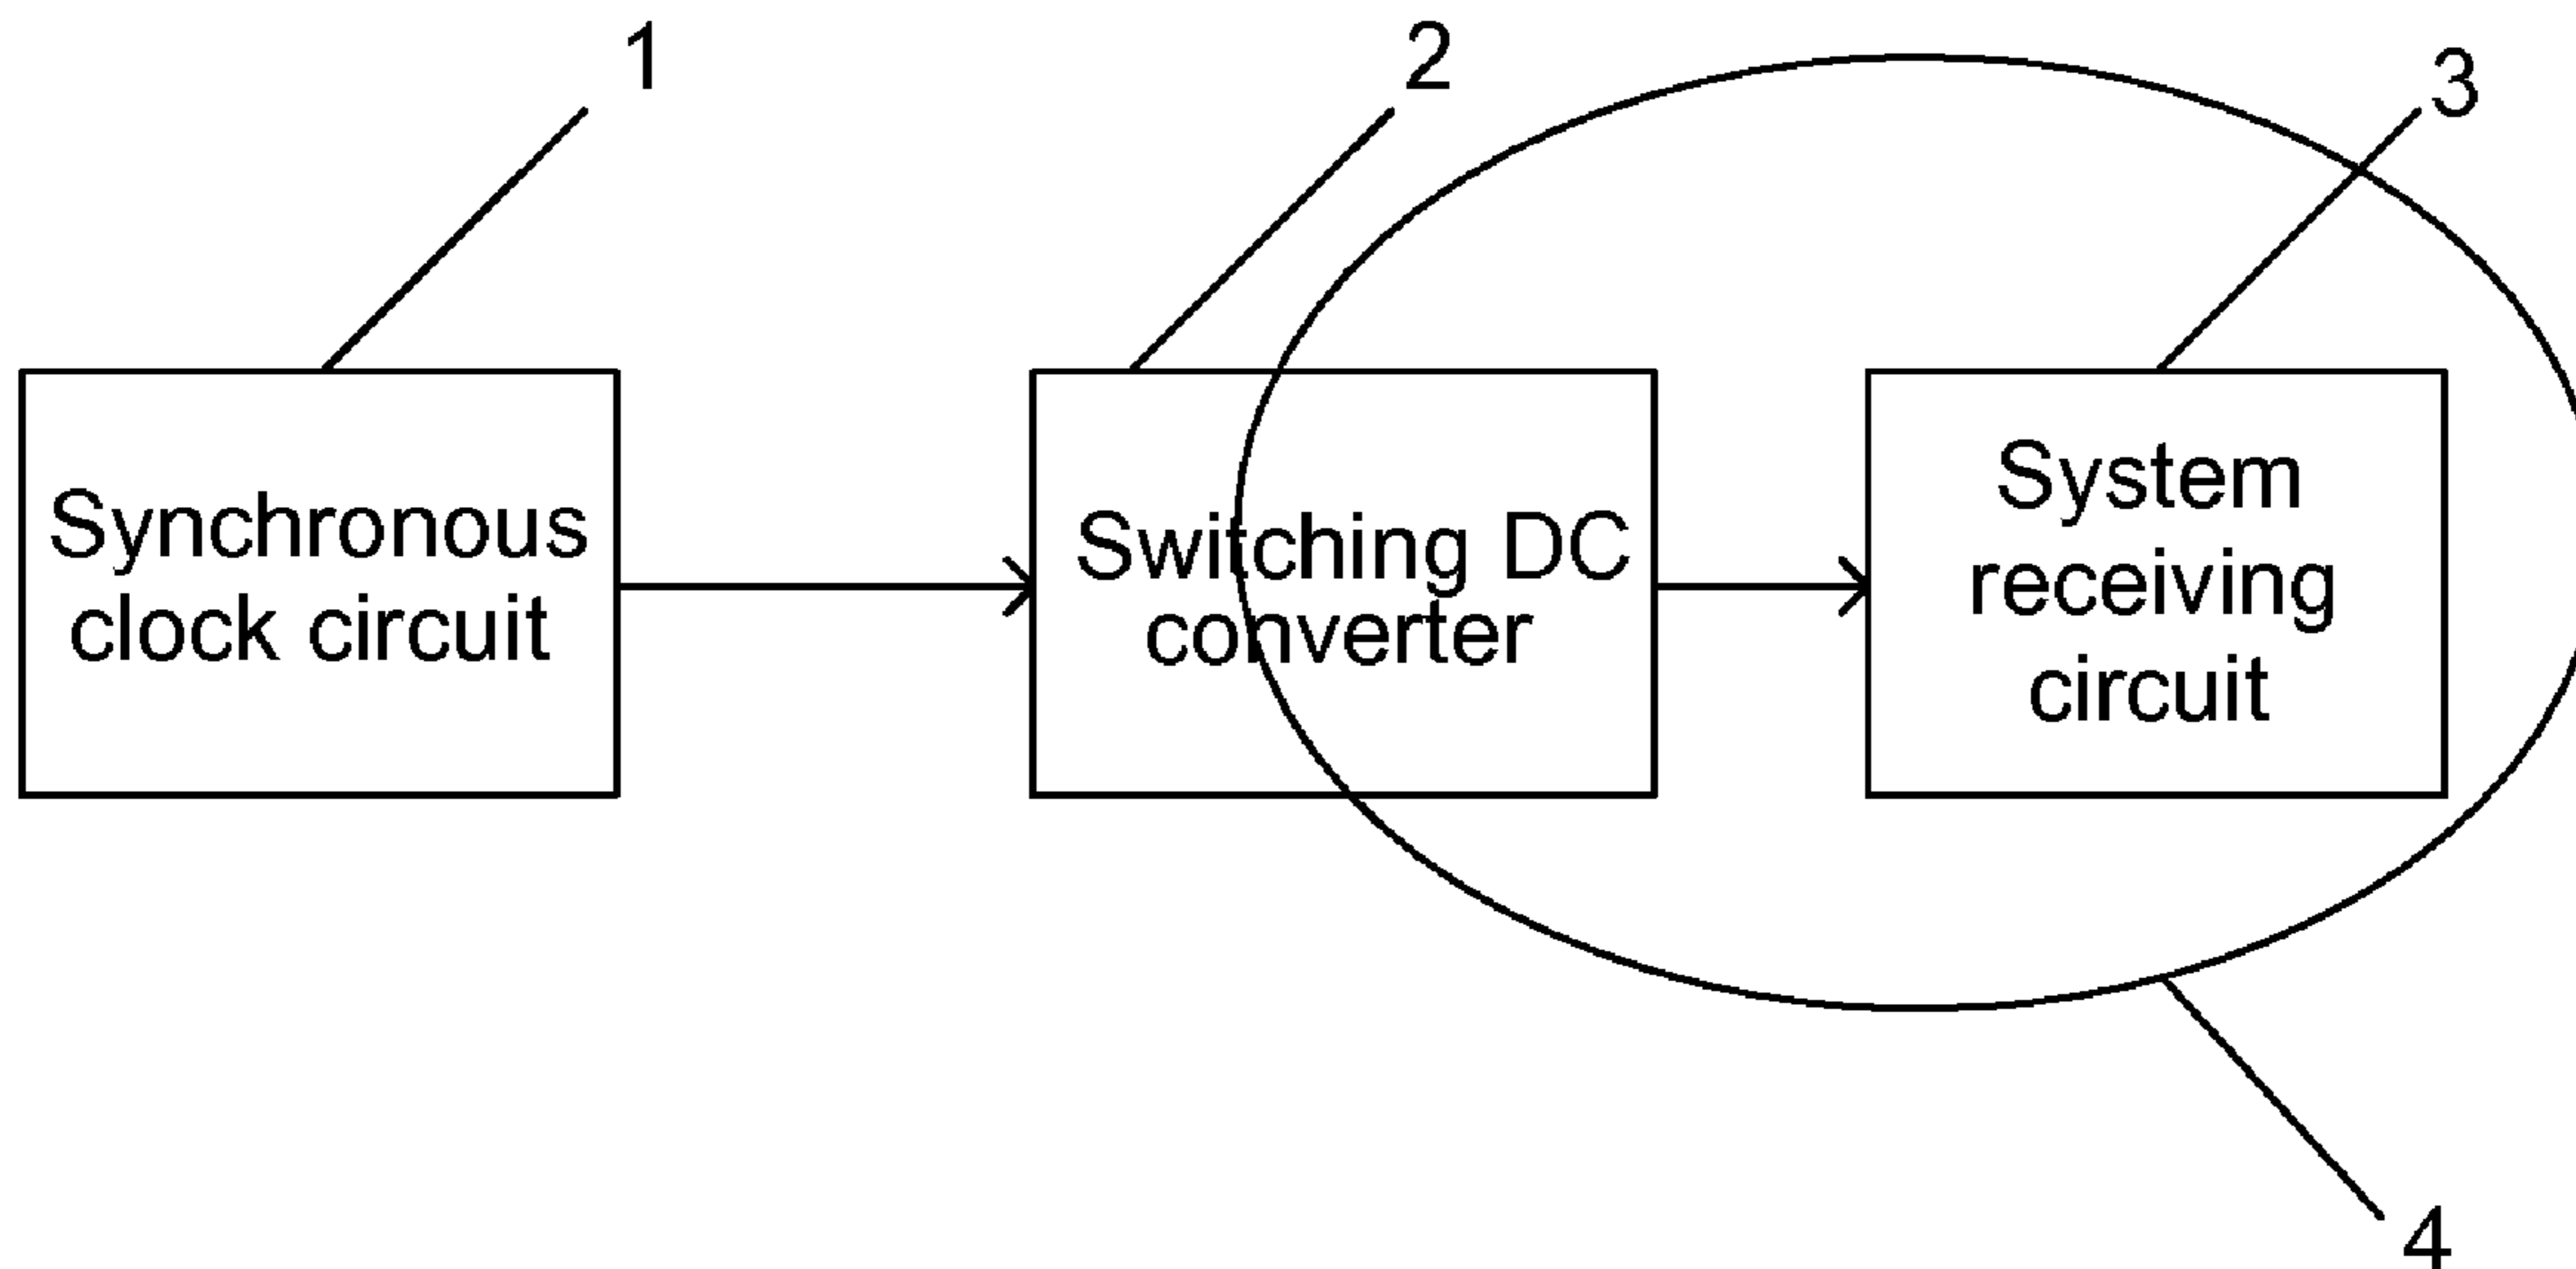 1
2
3
Synchronous
clock circuit
Switching DC
converter
System
receiving
circuit
4